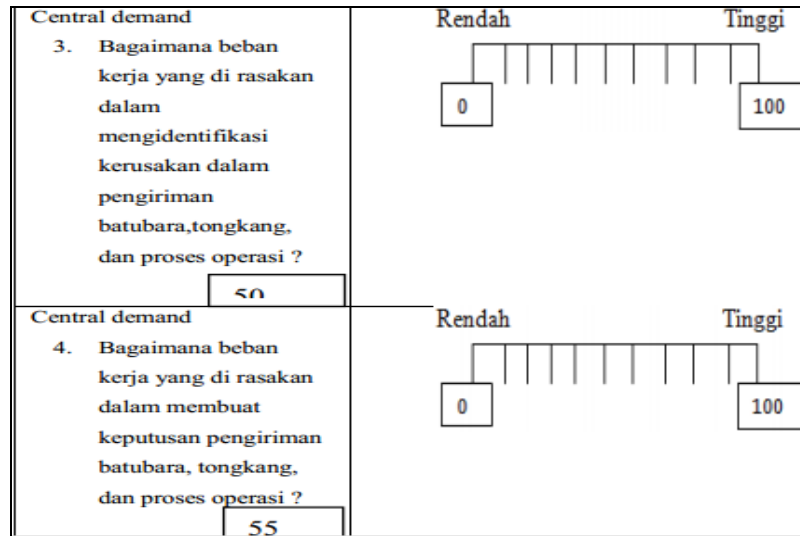 Central demand
3. Bagaimana beban
kerja yang di rasakan
dalam
mengidentifikasi
kerusakan dalam
pengiriman
batubara,tongkang,
dan proses operasi ?
50
Rendah Tinggi
0 100
Central demand
4. Bagaimana beban
kerja yang di rasakan
dalam membuat
keputusan pengiriman
batubara, tongkang,
dan proses operasi ?
55
Rendah Tinggi
0 100